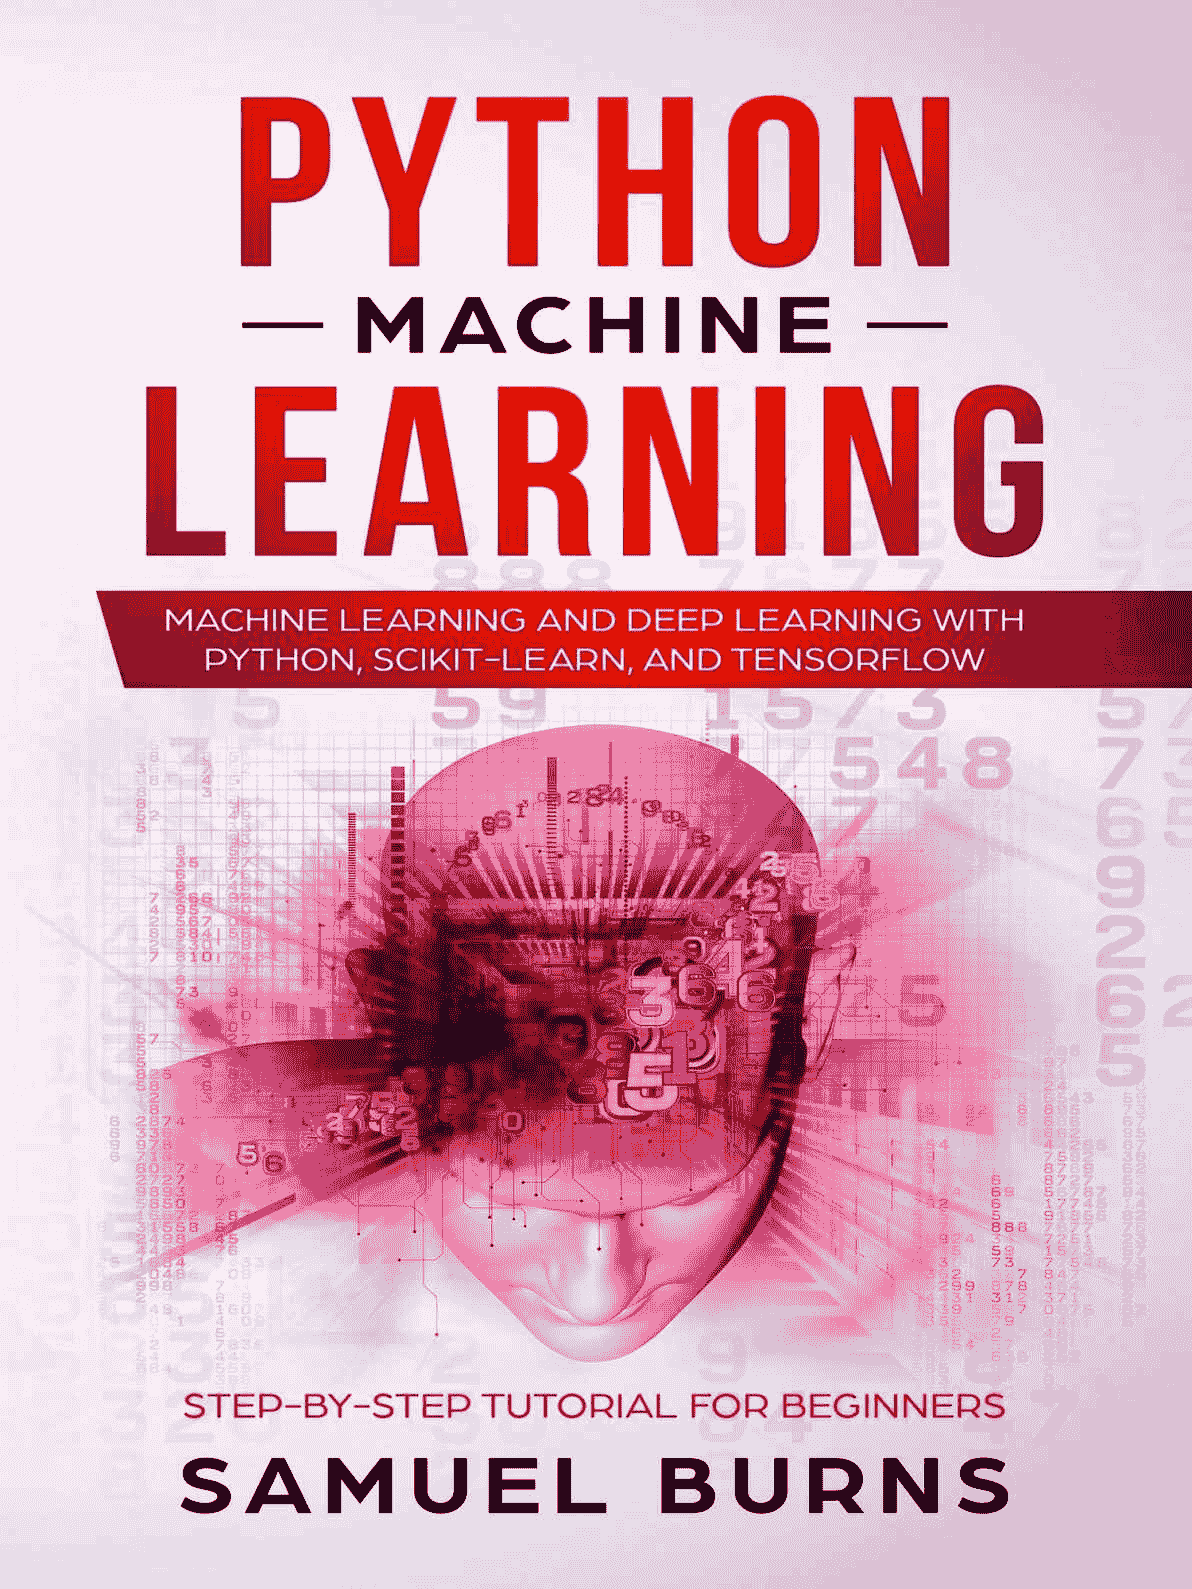 PYTHON
MACHINE
LEARNING
MACHINE LEARNING AND DEEP LEARNING WITH
PYTHON, SCIKIT-LEARN, AND TENSORFLOW
STEP-BY-STEP TUTORIAL FOR BEGINNERS
SAMUEL BURNS